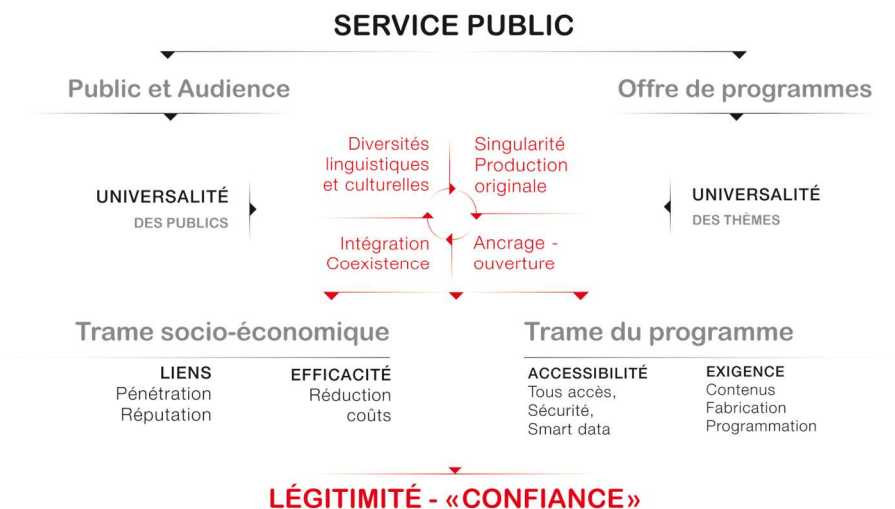 SERVICE PUBLIC
Public et Audience
Offre de programmes
Diversités
linguistiques
et culturelles
Singularité
Production
originale
UNIVERSALITÉ
DES PUBLICS
UNIVERSALITÉ
DES THÈMES
Intégration
Coexistence
Ancrage -
ouverture
Trame socio-économique
Trame du programme
LIENS
Pénétration
Réputation
EFFICACITÉ
Réduction
coûts
ACCESSIBILITÉ
Tous accès,
Sécurité,
Smart data
EXIGENCE
Contenus
Fabrication
Programmation
LÉGITIMITÉ - «CONFIANCE»